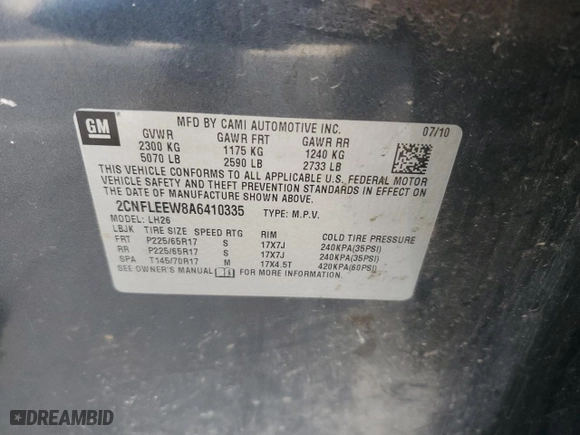 GM
MFD BY CAMI AUTOMOTIVE INC. 07/10
GVWR GAWR FRT GAWR RR
2300 KG 1175 KG 1240 KG
5070 LB 2590 LB 2733 LB
THIS VEHICLE CONFORMS TO ALL APPLICABLE U.S. FEDERAL MOTOR
VEHICLE SAFETY AND THEFT PREVENTION STANDARDS IN EFFECT ON
THE DATE OF MANUFACTURE SHOWN ABOVE.
2CNFLEEW8A6410335 TYPE: M.P.V.
MODEL: LH26
LBJK TIRE SIZE SPEED RTG RIM COLD TIRE PRESSURE
FRT P225/65R17 S 17X7J 240KPA(35PSI)
RR P225/65R17 S 17X7J 240KPA(35PSI)
SPA T145/70R17 M 17X4.5T 420KPA(60PSI)
SEE OWNER'S MANUAL FOR MORE INFORMATION.
DREAMBID